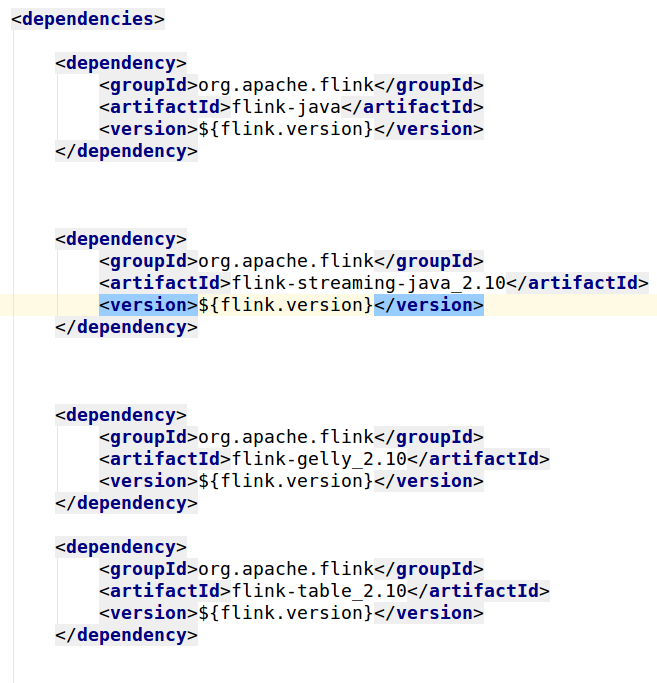 <dependencies>
<dependency>
<groupId>org.apache.flink</groupId>
<artifactId>flink-java</artifactId>
<version>${flink.version}</version>
</dependency>
<dependency>
<groupId>org.apache.flink</groupId>
<artifactId>flink-streaming-java_2.10</artifactId>
<version>${flink.version}</version>
</dependency>
<dependency>
<groupId>org.apache.flink</groupId>
<artifactId>flink-gelly_2.10</artifactId>
<version>${flink.version}</version>
</dependency>
<dependency>
<groupId>org.apache.flink</groupId>
<artifactId>flink-table_2.10</artifactId>
<version>${flink.version}</version>
</dependency>